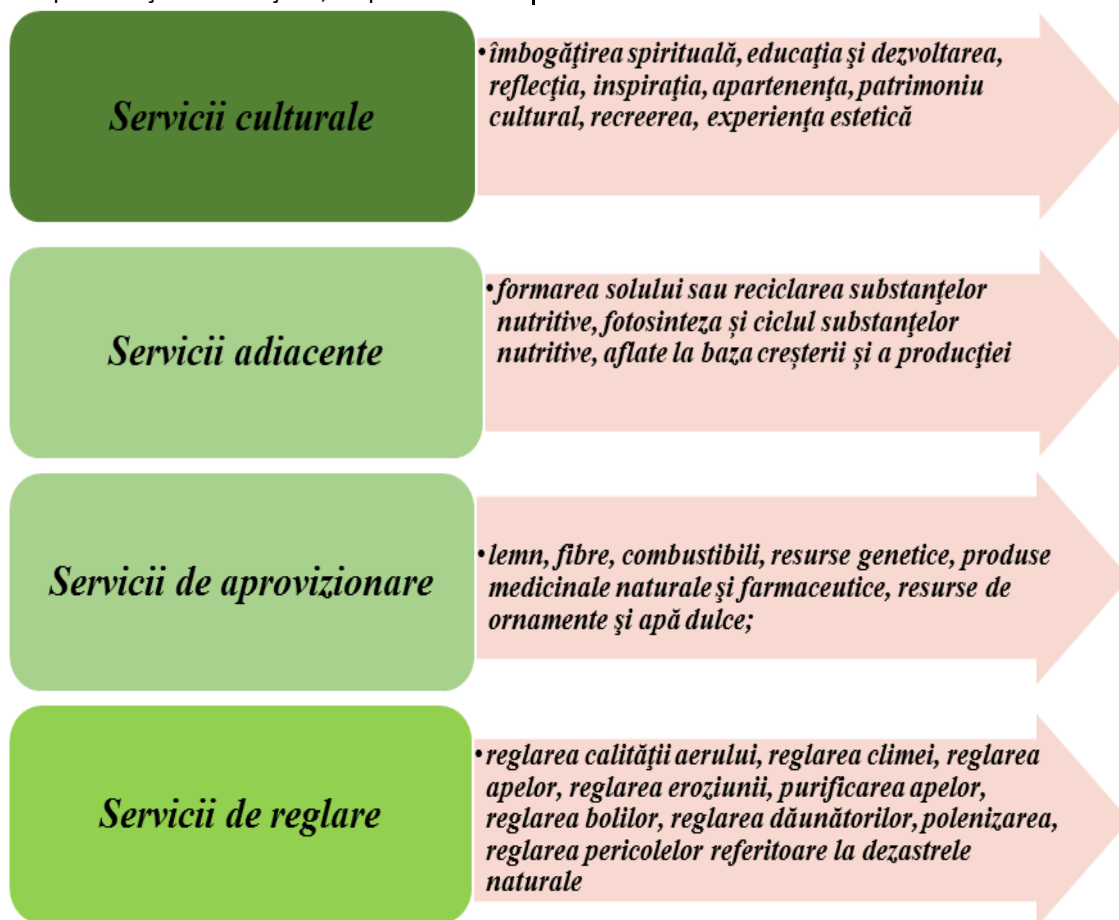 Servicii culturale
•îmbogăţirea spirituală, educaţia şi dezvoltarea,
reflecţia, inspiraţia, apartenenţa, patrimoniu
cultural, recreerea, experienţa estetică
Servicii adiacente
•formarea solului sau reciclarea substanţelor
nutritive, fotosinteza și ciclul substanţelor
nutritive, aflate la baza creșterii și a producţiei
Servicii de aprovizionare
•lemn, fibre, combustibili, resurse genetice, produse
medicinale naturale şi farmaceutice, resurse de
ornamente şi apă dulce;
Servicii de reglare
•reglarea calităţii aerului, reglarea climei, reglarea
apelor, reglarea eroziunii, purificarea apelor,
reglarea bolilor, reglarea dăunătorilor, polenizarea,
reglarea pericolelor referitoare la dezastrele
naturale